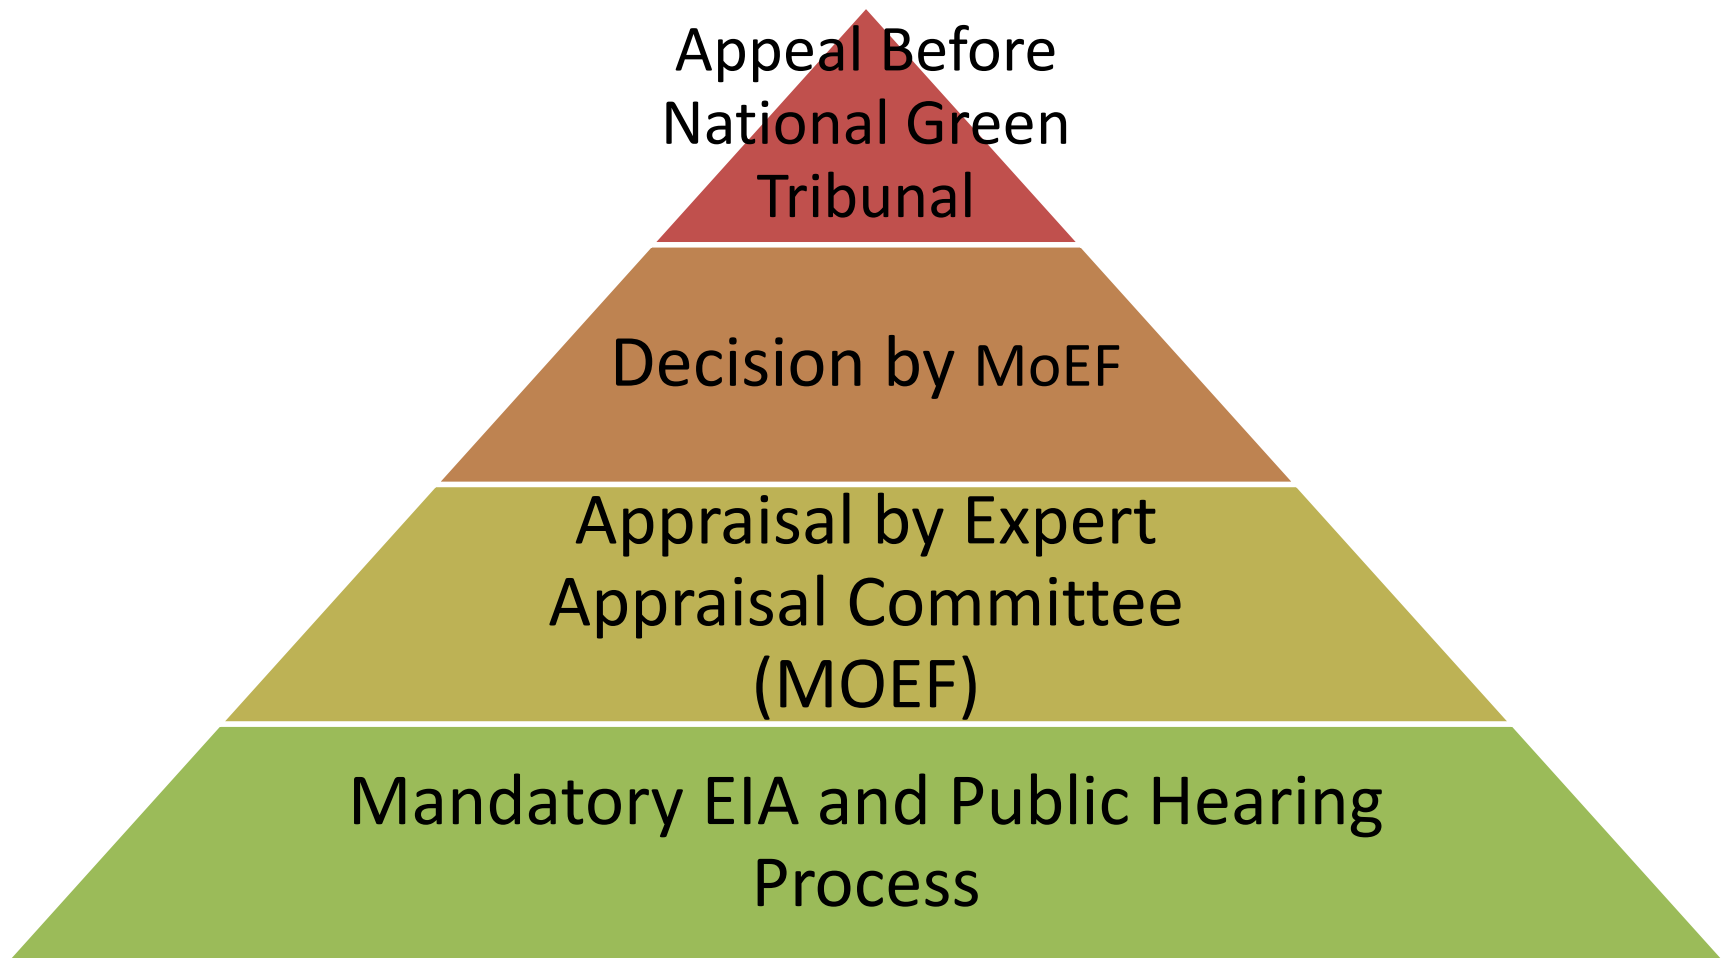 Appeal Before
National Green
Tribunal
Decision by MoEF
Appraisal by Expert
Appraisal Committee
(MOEF)
Mandatory EIA and Public Hearing
Process